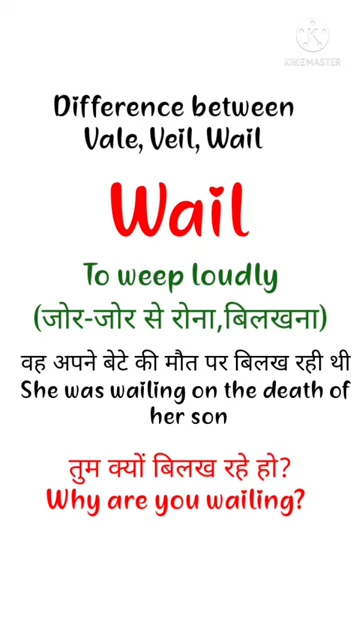 KINEMASTER
Difference between
Vale, Veil, Wail
Wail
To weep loudly
(जोर-जोर से रोना,बिलखना)
वह अपने बेटे की मौत पर बिलख रही थी
She was wailing on the death of
her son
तुम क्यों बिलख रहे हो?
Why are you wailing?